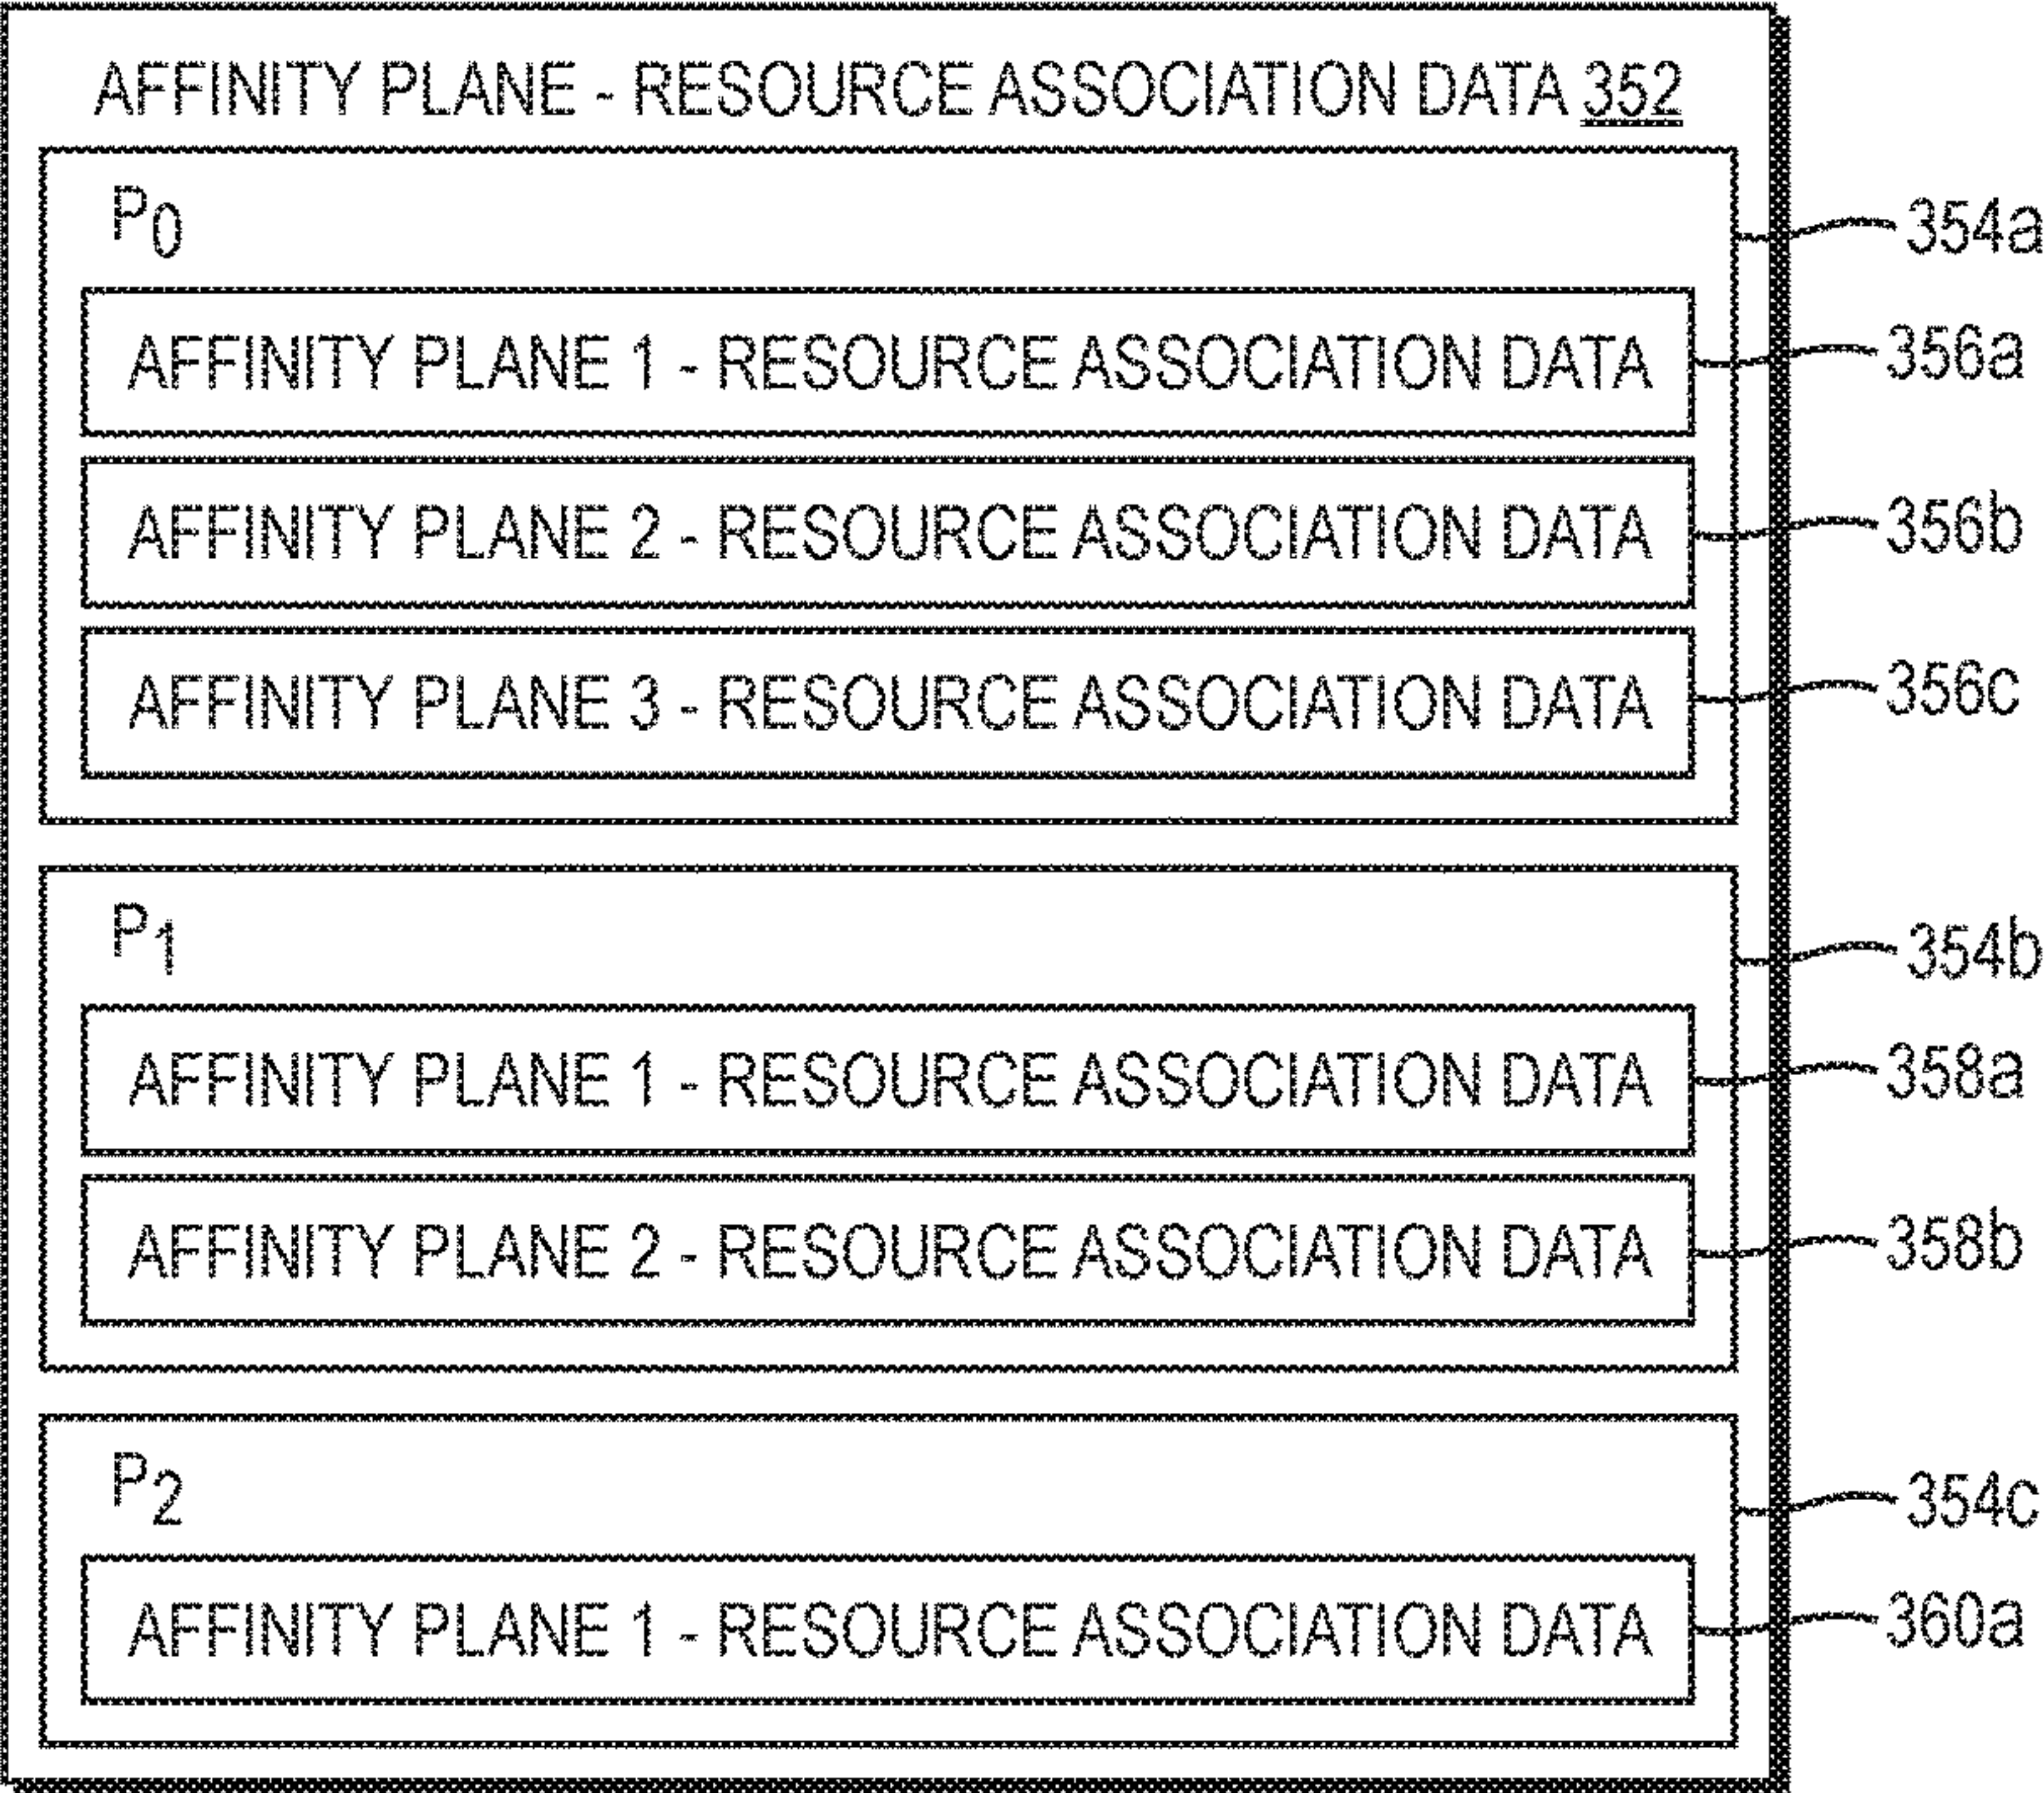 AFFINITY PLANE - RESOURCE ASSOCIATION DATA 352
P0
354a
AFFINITY PLANE 1 - RESOURCE ASSOCIATION DATA
356a
AFFINITY PLANE 2 - RESOURCE ASSOCIATION DATA
356b
AFFINITY PLANE 3 - RESOURCE ASSOCIATION DATA
356c
P1
354b
AFFINITY PLANE 1 - RESOURCE ASSOCIATION DATA
358a
AFFINITY PLANE 2 - RESOURCE ASSOCIATION DATA
358b
P2
354c
AFFINITY PLANE 1 - RESOURCE ASSOCIATION DATA
360a